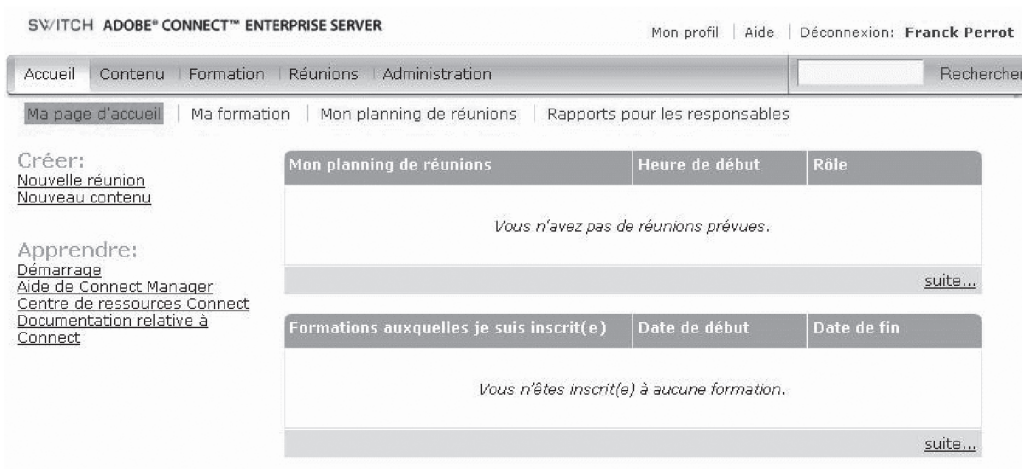 SWITCH ADOBE® CONNECT™ ENTERPRISE SERVER
Mon profil | Aide | Déconnexion: Franck Perrot
Accueil | Contenu | Formation | Réunions | Administration
Rechercher
Ma page d'accueil | Ma formation | Mon planning de réunions | Rapports pour les responsables
Créer:
Nouvelle réunion
Nouveau contenu
Apprendre:
Démarrage
Aide de Connect Manager
Centre de ressources Connect
Documentation relative à
Connect
Mon planning de réunions Heure de début Rôle
Vous n'avez pas de réunions prévues.
suite...
Formations auxquelles je suis inscrit(e) Date de début Date de fin
Vous n'êtes inscrit(e) à aucune formation.
suite...